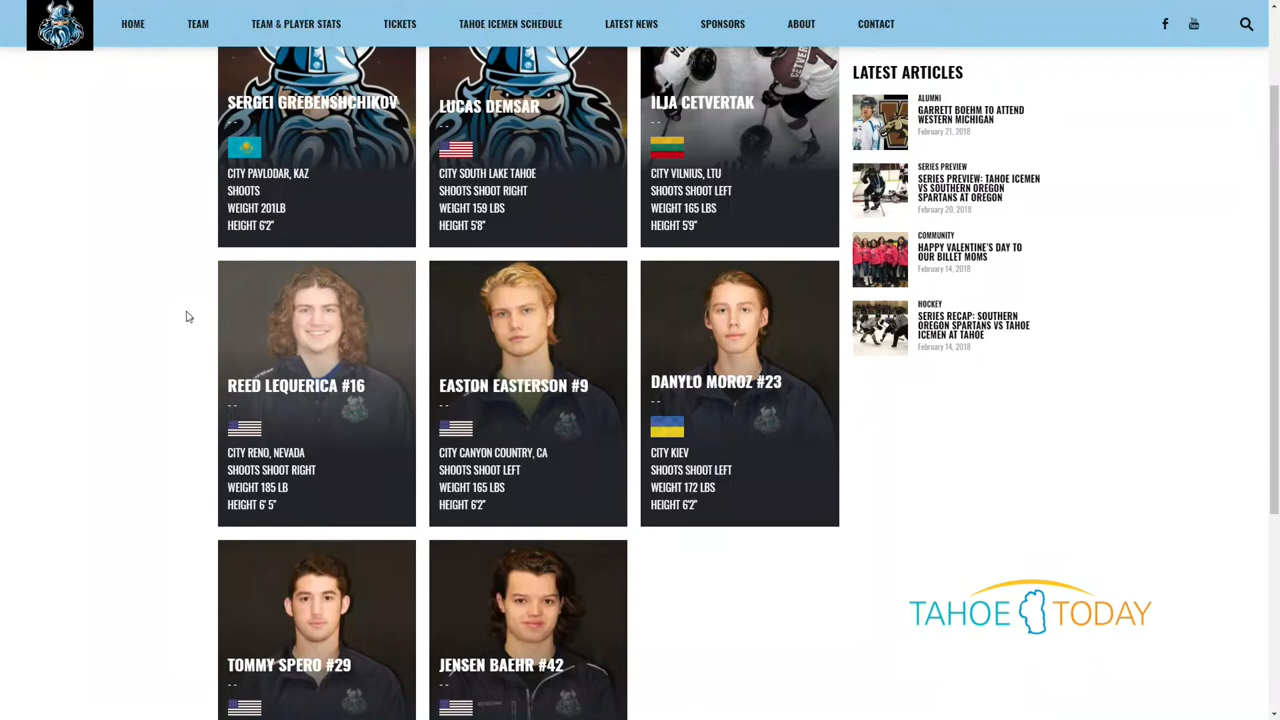 HOME TEAM TEAM & PLAYER STATS TICKETS TAHOE ICEMEN SCHEDULE LATEST NEWS SPONSORS ABOUT CONTACT
SERGEI GREBENSHCHIKOV
--
CITY PAVLODAR, KAZ
SHOOTS
WEIGHT 201LB
HEIGHT 6'2"
LUCAS DEMSAR
--
CITY SOUTH LAKE TAHOE
SHOOTS SHOOT RIGHT
WEIGHT 159 LBS
HEIGHT 5'8"
ILJA CETVERTAK
--
CITY VILNIUS, LTU
SHOOTS SHOOT LEFT
WEIGHT 165 LBS
HEIGHT 5'9"
REED LEQUERICA #16
--
CITY RENO, NEVADA
SHOOTS SHOOT RIGHT
WEIGHT 185 LB
HEIGHT 6' 5"
EASTON EASTERSON #9
--
CITY CANYON COUNTRY, CA
SHOOTS SHOOT LEFT
WEIGHT 165 LBS
HEIGHT 6'2"
DANYLO MOROZ #23
--
CITY KIEV
SHOOTS SHOOT LEFT
WEIGHT 172 LBS
HEIGHT 6'2"
TOMMY SPERO #29
--
JENSEN BAEHR #42
--
LATEST ARTICLES
ALUMNI
GARRETT BOEHM TO ATTEND
WESTERN MICHIGAN
February 21, 2018
SERIES PREVIEW
SERIES PREVIEW: TAHOE ICEMEN
VS SOUTHERN OREGON
SPARTANS AT OREGON
February 20, 2018
COMMUNITY
HAPPY VALENTINE'S DAY TO
OUR BILLET MOMS
February 14, 2018
HOCKEY
SERIES RECAP: SOUTHERN
OREGON SPARTANS VS TAHOE
ICEMEN AT TAHOE
February 14, 2018
TAHOE TODAY